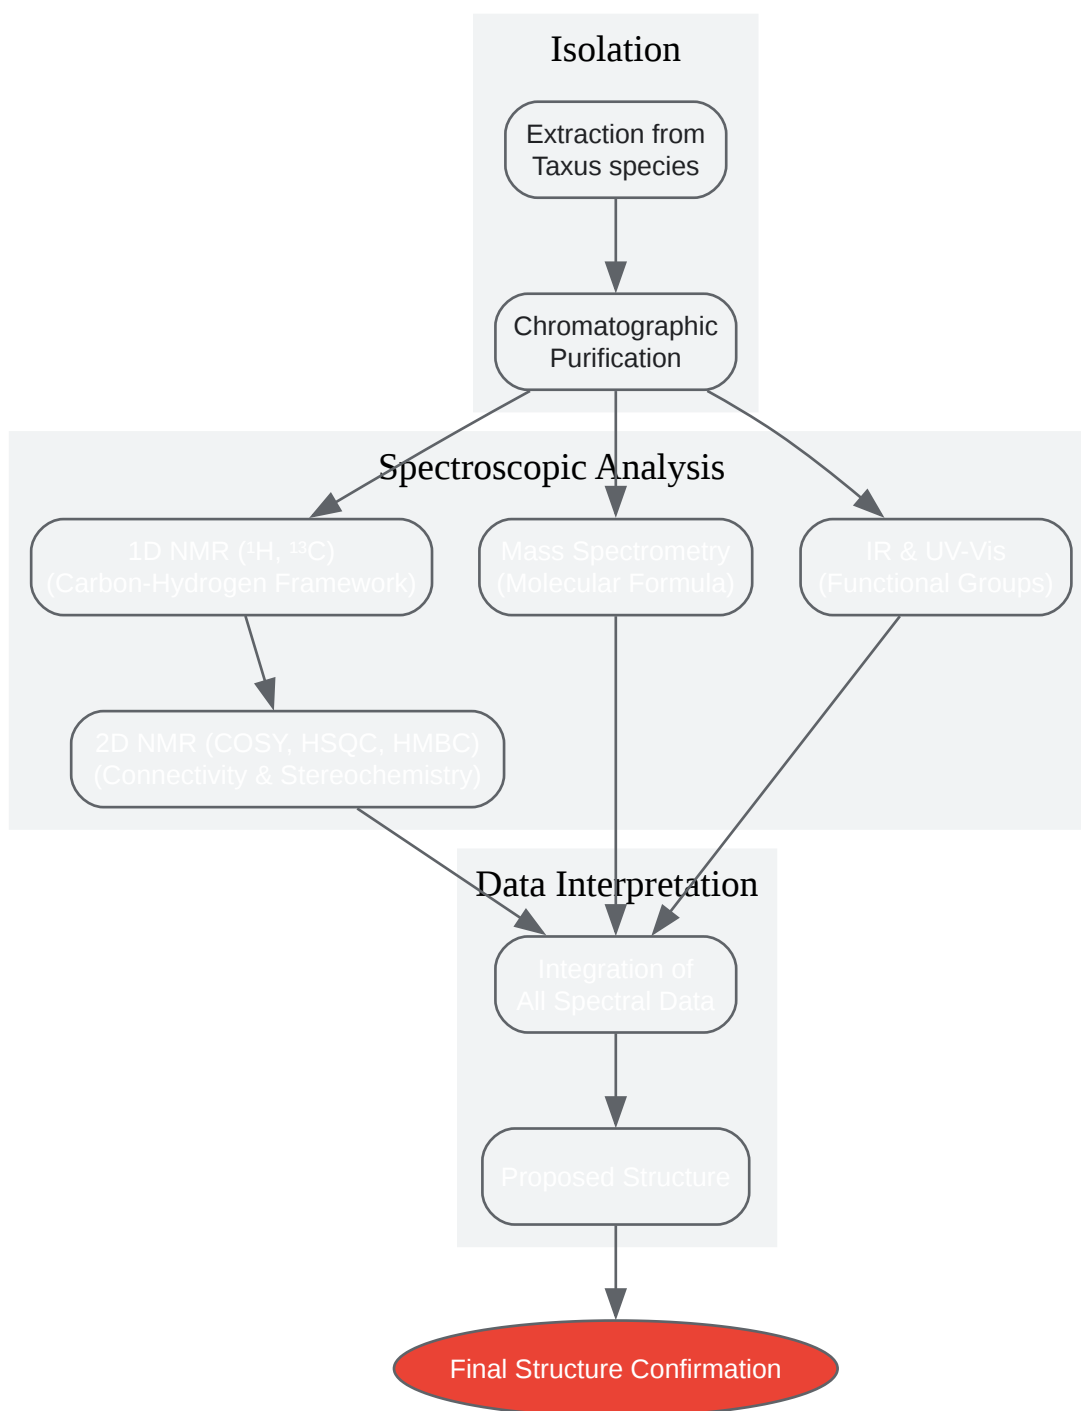 Isolation
Extraction from
Taxus species
Chromatographic
Purification
Spectroscopic Analysis
1D NMR (¹H, ¹³C)
(Carbon-Hydrogen Framework)
Mass Spectrometry
(Molecular Formula)
IR & UV-Vis
(Functional Groups)
2D NMR (COSY, HSQC, HMBC)
(Connectivity & Stereochemistry)
Data Interpretation
Integration of
All Spectral Data
Proposed Structure
Final Structure Confirmation